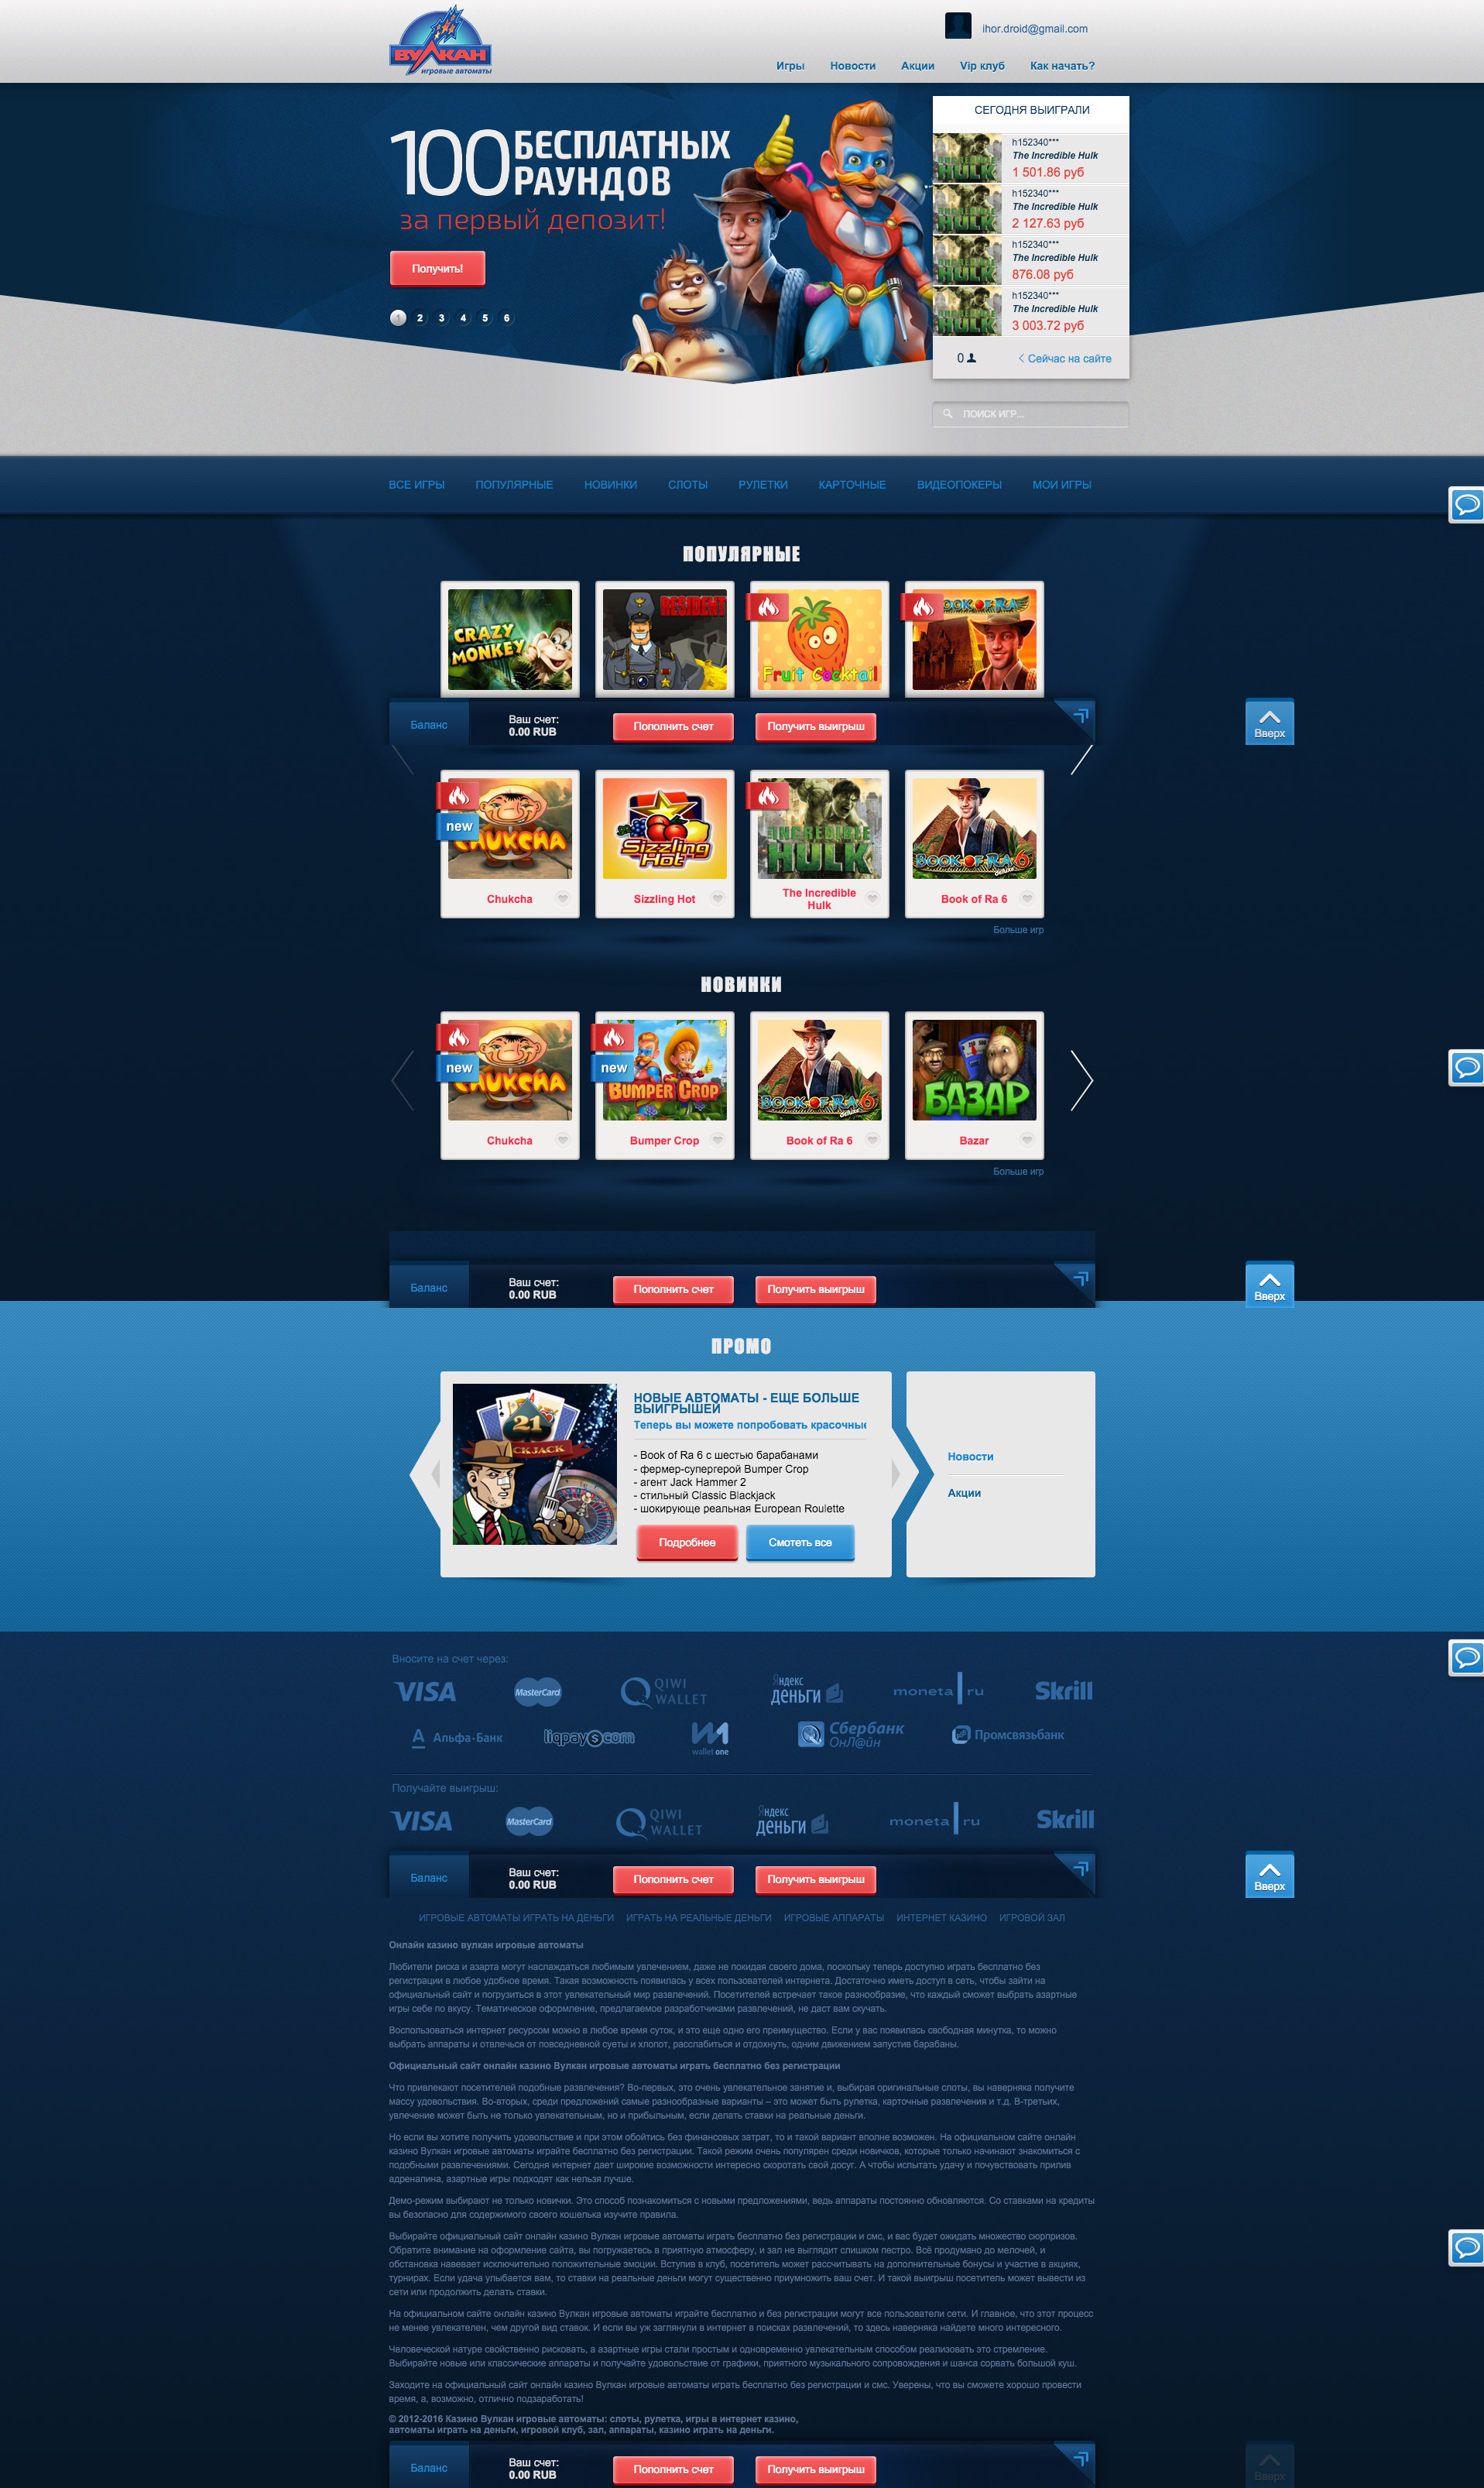 ВУЛКАН
игровые автоматы
ihor.droid@gmail.com
Игры Новости Акции Vip клуб Как начать?
100 БЕСПЛАТНЫХ
РАУНДОВ
за первый депозит!
Получить!
1 2 3 4 5 6
СЕГОДНЯ ВЫИГРАЛИ
INCREDIBLE HULK
h152340***
The Incredible Hulk
1 501.86 руб
INCREDIBLE HULK
h152340***
The Incredible Hulk
2 127.63 руб
INCREDIBLE HULK
h152340***
The Incredible Hulk
876.08 руб
INCREDIBLE HULK
h152340***
The Incredible Hulk
3 003.72 руб
0 Сейчас на сайте
ПОИСК ИГР...
ВСЕ ИГРЫ ПОПУЛЯРНЫЕ НОВИНКИ СЛОТЫ РУЛЕТКИ КАРТОЧНЫЕ ВИДЕОПОКЕРЫ МОИ ИГРЫ
ПОПУЛЯРНЫЕ
CRAZY MONKEY
RESIDENT
Fruit Cocktail
BOOK OF RA
Баланс
Ваш счет:
0.00 RUB
Пополнить счет
Получить выигрыш
Вверх
new
CHUKCHA
Sizzling Hot
INCREDIBLE HULK
BOOK OF RA 6 deluxe
Chukcha
Sizzling Hot
The Incredible
Hulk
Book of Ra 6
Больше игр
НОВИНКИ
new
CHUKCHA
new
BUMPER CROP
BOOK OF RA 6 deluxe
БАЗАР
Chukcha
Bumper Crop
Book of Ra 6
Bazar
Больше игр
Баланс
Ваш счет:
0.00 RUB
Пополнить счет
Получить выигрыш
Вверх
ПРОМО
21
CKJACK
НОВЫЕ АВТОМАТЫ - ЕЩЕ БОЛЬШЕ
ВЫИГРЫШЕЙ
Теперь вы можете попробовать красочные
- Book of Ra 6 с шестью барабанами
- фермер-супергерой Bumper Crop
- агент Jack Hammer 2
- стильный Classic Blackjack
- шокирующе реальная European Roulette
Подробнее
Смотеть все
Новости
Акции
Вносите на счет через:
VISA MasterCard QIWI WALLET Яндекс деньги moneta ru Skrill
Альфа·Банк liqpay com wallet one Сбербанк ОнЛ@йн Промсвязьбанк
Получайте выигрыш:
VISA MasterCard QIWI WALLET Яндекс деньги moneta ru Skrill
Баланс
Ваш счет:
0.00 RUB
Пополнить счет
Получить выигрыш
Вверх
ИГРОВЫЕ АВТОМАТЫ ИГРАТЬ НА ДЕНЬГИ ИГРАТЬ НА РЕАЛЬНЫЕ ДЕНЬГИ ИГРОВЫЕ АППАРАТЫ ИНТЕРНЕТ КАЗИНО ИГРОВОЙ ЗАЛ
Онлайн казино вулкан игровые автоматы
Любители риска и азарта могут наслаждаться любимым увлечением, даже не покидая своего дома, поскольку теперь доступно играть бесплатно без
регистрации в любое удобное время. Такая возможность появилась у всех пользователей интернета. Достаточно иметь доступ в сеть, чтобы зайти на
официальный сайт и погрузиться в этот увлекательный мир развлечений. Посетителей встречает такое разнообразие, что каждый сможет выбрать азартные
игры себе по вкусу. Тематическое оформление, предлагаемое разработчиками развлечений, не даст вам скучать.
Воспользоваться интернет ресурсом можно в любое время суток, и это еще одно его преимущество. Если у вас появилась свободная минутка, то можно
выбрать аппараты и отвлечься от повседневной суеты и хлопот, расслабиться и отдохнуть, одним движением запустив барабаны.
Официальный сайт онлайн казино Вулкан игровые автоматы играть бесплатно без регистрации
Что привлекают посетителей подобные развлечения? Во-первых, это очень увлекательное занятие и, выбирая оригинальные слоты, вы наверняка получите
массу удовольствия. Во-вторых, среди предложений самые разнообразные варианты – это может быть рулетка, карточные развлечения и т.д. В-третьих,
увлечение может быть не только увлекательным, но и прибыльным, если делать ставки на реальные деньги.
Но если вы хотите получить удовольствие и при этом обойтись без финансовых затрат, то и такой вариант вполне возможен. На официальном сайте онлайн
казино Вулкан игровые автоматы играйте бесплатно без регистрации. Такой режим очень популярен среди новичков, которые только начинают знакомиться с
подобными развлечениями. Сегодня интернет дает широкие возможности интересно скоротать свой досуг. А чтобы испытать удачу и почувствовать прилив
адреналина, азартные игры подходят как нельзя лучше.
Демо-режим выбирают не только новички. Это способ познакомиться с новыми предложениями, ведь аппараты постоянно обновляются. Со ставками на кредиты
вы безопасно для содержимого своего кошелька изучите правила.
Выбирайте официальный сайт онлайн казино Вулкан игровые автоматы играть бесплатно без регистрации и смс, и вас будет ожидать множество сюрпризов.
Обратите внимание на оформление сайта, вы погружаетесь в приятную атмосферу, и зал не выглядит слишком пестро. Всё продумано до мелочей, и
обстановка навевает исключительно положительные эмоции. Вступив в клуб, посетитель может рассчитывать на дополнительные бонусы и участие в акциях,
турнирах. Если удача улыбается вам, то ставки на реальные деньги могут существенно приумножить ваш счет. И такой выигрыш посетитель может вывести из
сети или продолжить делать ставки.
На официальном сайте онлайн казино Вулкан игровые автоматы играйте бесплатно и без регистрации могут все пользователи сети. И главное, что этот процесс
не менее увлекателен, чем другой вид ставок. И если вы уж заглянули в интернет в поисках развлечений, то здесь наверняка найдете много интересного.
Человеческой натуре свойственно рисковать, а азартные игры стали простым и одновременно увлекательным способом реализовать это стремление.
Выбирайте новые или классические аппараты и получайте удовольствие от графики, приятного музыкального сопровождения и шанса сорвать большой куш.
Заходите на официальный сайт онлайн казино Вулкан игровые автоматы играть бесплатно без регистрации и смс. Уверены, что вы сможете хорошо провести
время, а, возможно, отлично подзаработать!
© 2012-2016 Казино Вулкан игровые автоматы: слоты, рулетка, игры в интернет казино,
автоматы играть на деньги, игровой клуб, зал, аппараты, казино играть на деньги.
Баланс
Ваш счет:
0.00 RUB
Пополнить счет
Получить выигрыш
Вверх